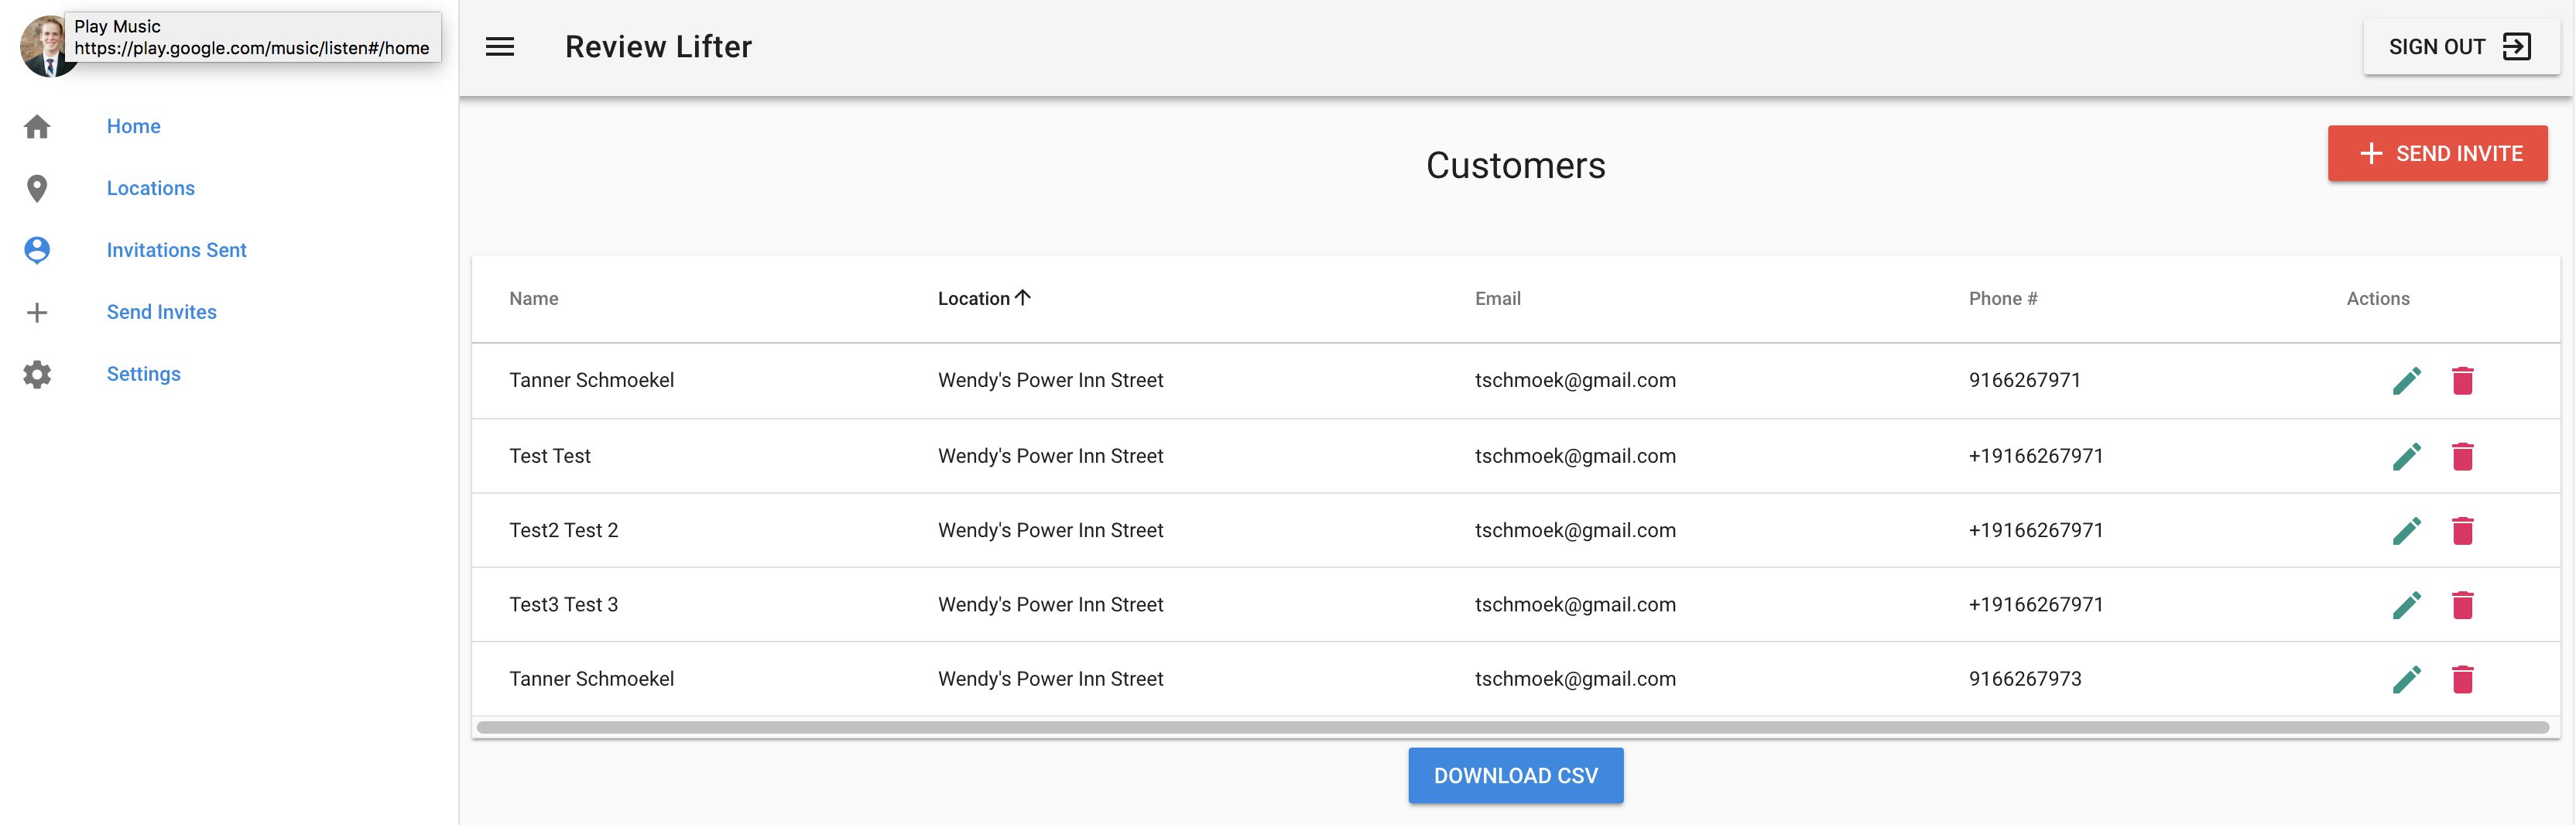 Play Music
https://play.google.com/music/listen#/home
Review Lifter
SIGN OUT
Home
Locations
Invitations Sent
Send Invites
Settings
Customers
+ SEND INVITE
Name Location Email Phone # Actions
Tanner Schmoekel Wendy's Power Inn Street tschmoek@gmail.com 9166267971
Test Test Wendy's Power Inn Street tschmoek@gmail.com +19166267971
Test2 Test 2 Wendy's Power Inn Street tschmoek@gmail.com +19166267971
Test3 Test 3 Wendy's Power Inn Street tschmoek@gmail.com +19166267971
Tanner Schmoekel Wendy's Power Inn Street tschmoek@gmail.com 9166267973
DOWNLOAD CSV